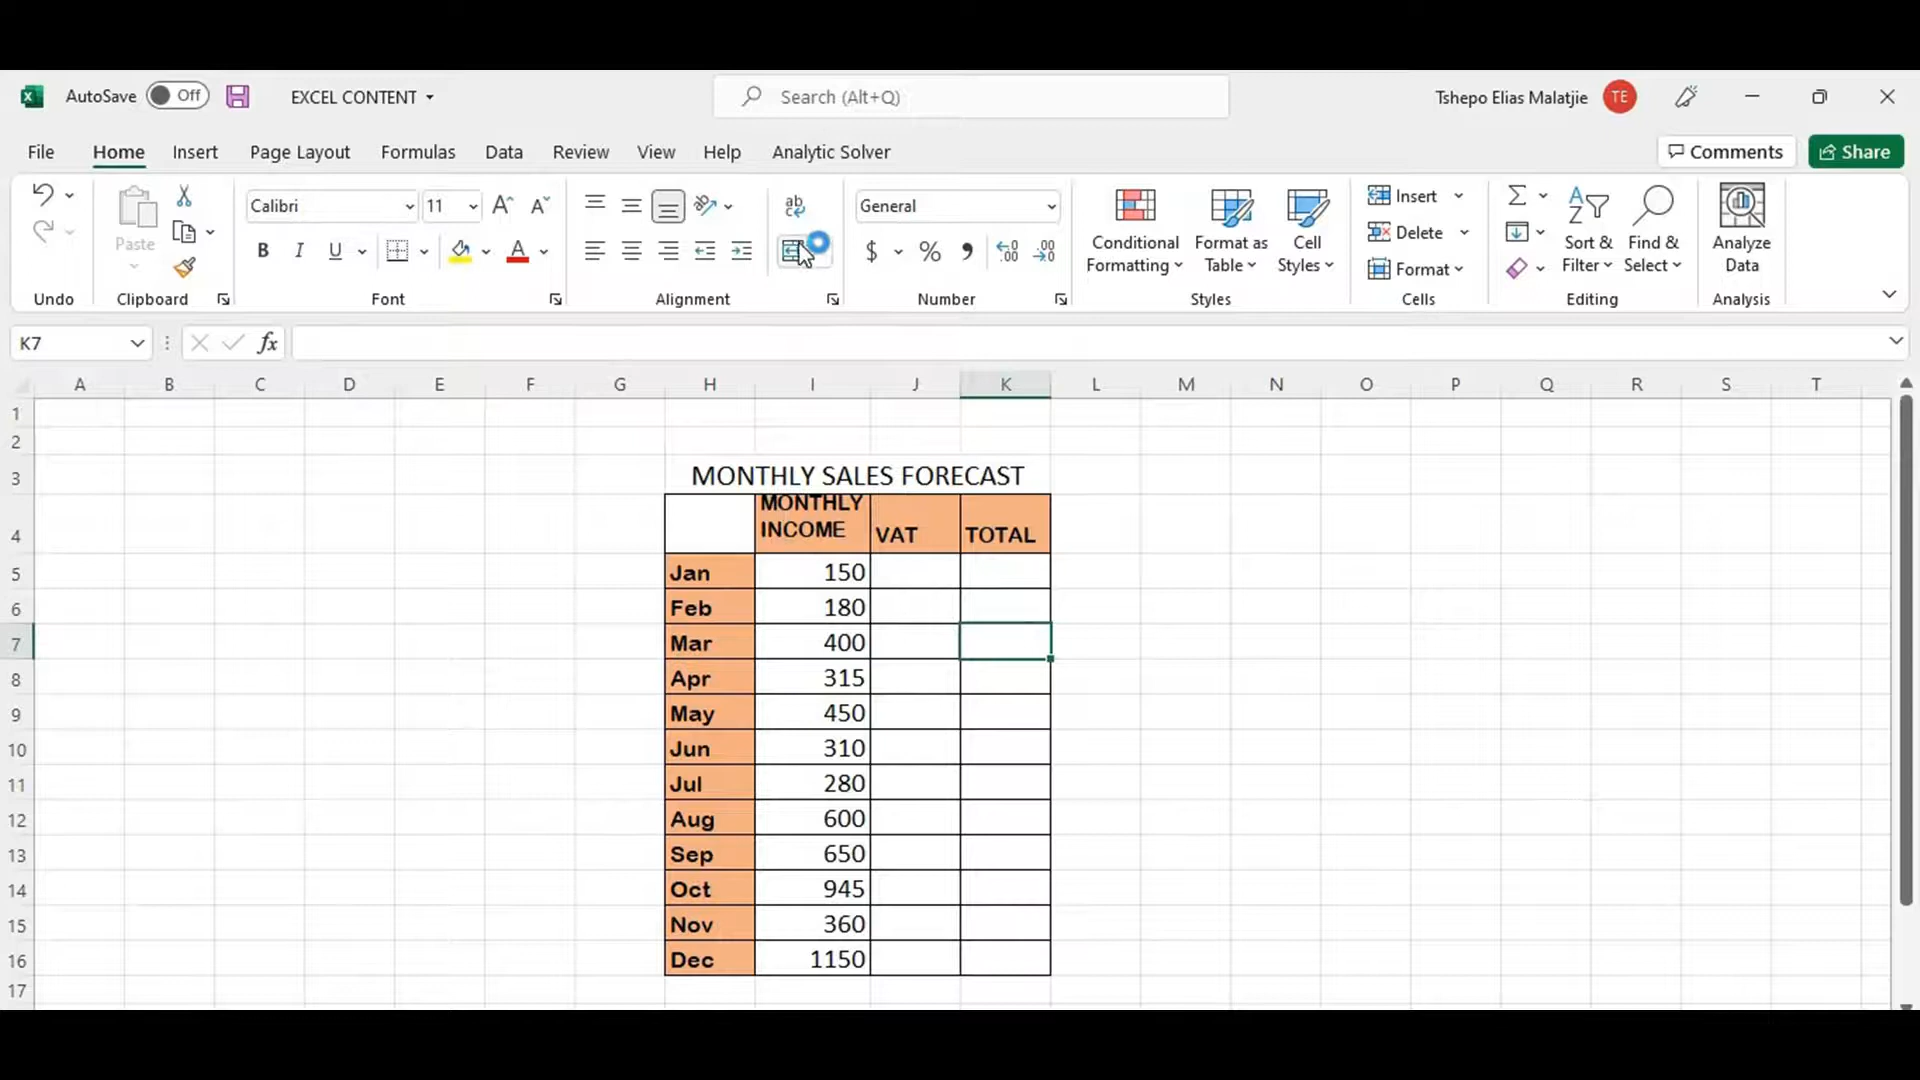 AutoSave Off EXCEL CONTENT Search (Alt+Q) Tshepo Elias Malatjie TE
File Home Insert Page Layout Formulas Data Review View Help Analytic Solver Comments Share
Calibri 11 A A ab General Σ A Z
Paste B I U A $ % , .00 .0
Insert
Delete
Format
Conditional Formatting
Format as Table
Cell Styles
Sort & Filter
Find & Select
Analyze Data
Undo Clipboard Font Alignment Number Styles Cells Editing Analysis
K7 fx
A B C D E F G H I J K L M N O P Q R S T
1
2
3 MONTHLY SALES FORECAST
4 MONTHLY INCOME VAT TOTAL
5 Jan 150
6 Feb 180
7 Mar 400
8 Apr 315
9 May 450
10 Jun 310
11 Jul 280
12 Aug 600
13 Sep 650
14 Oct 945
15 Nov 360
16 Dec 1150
17